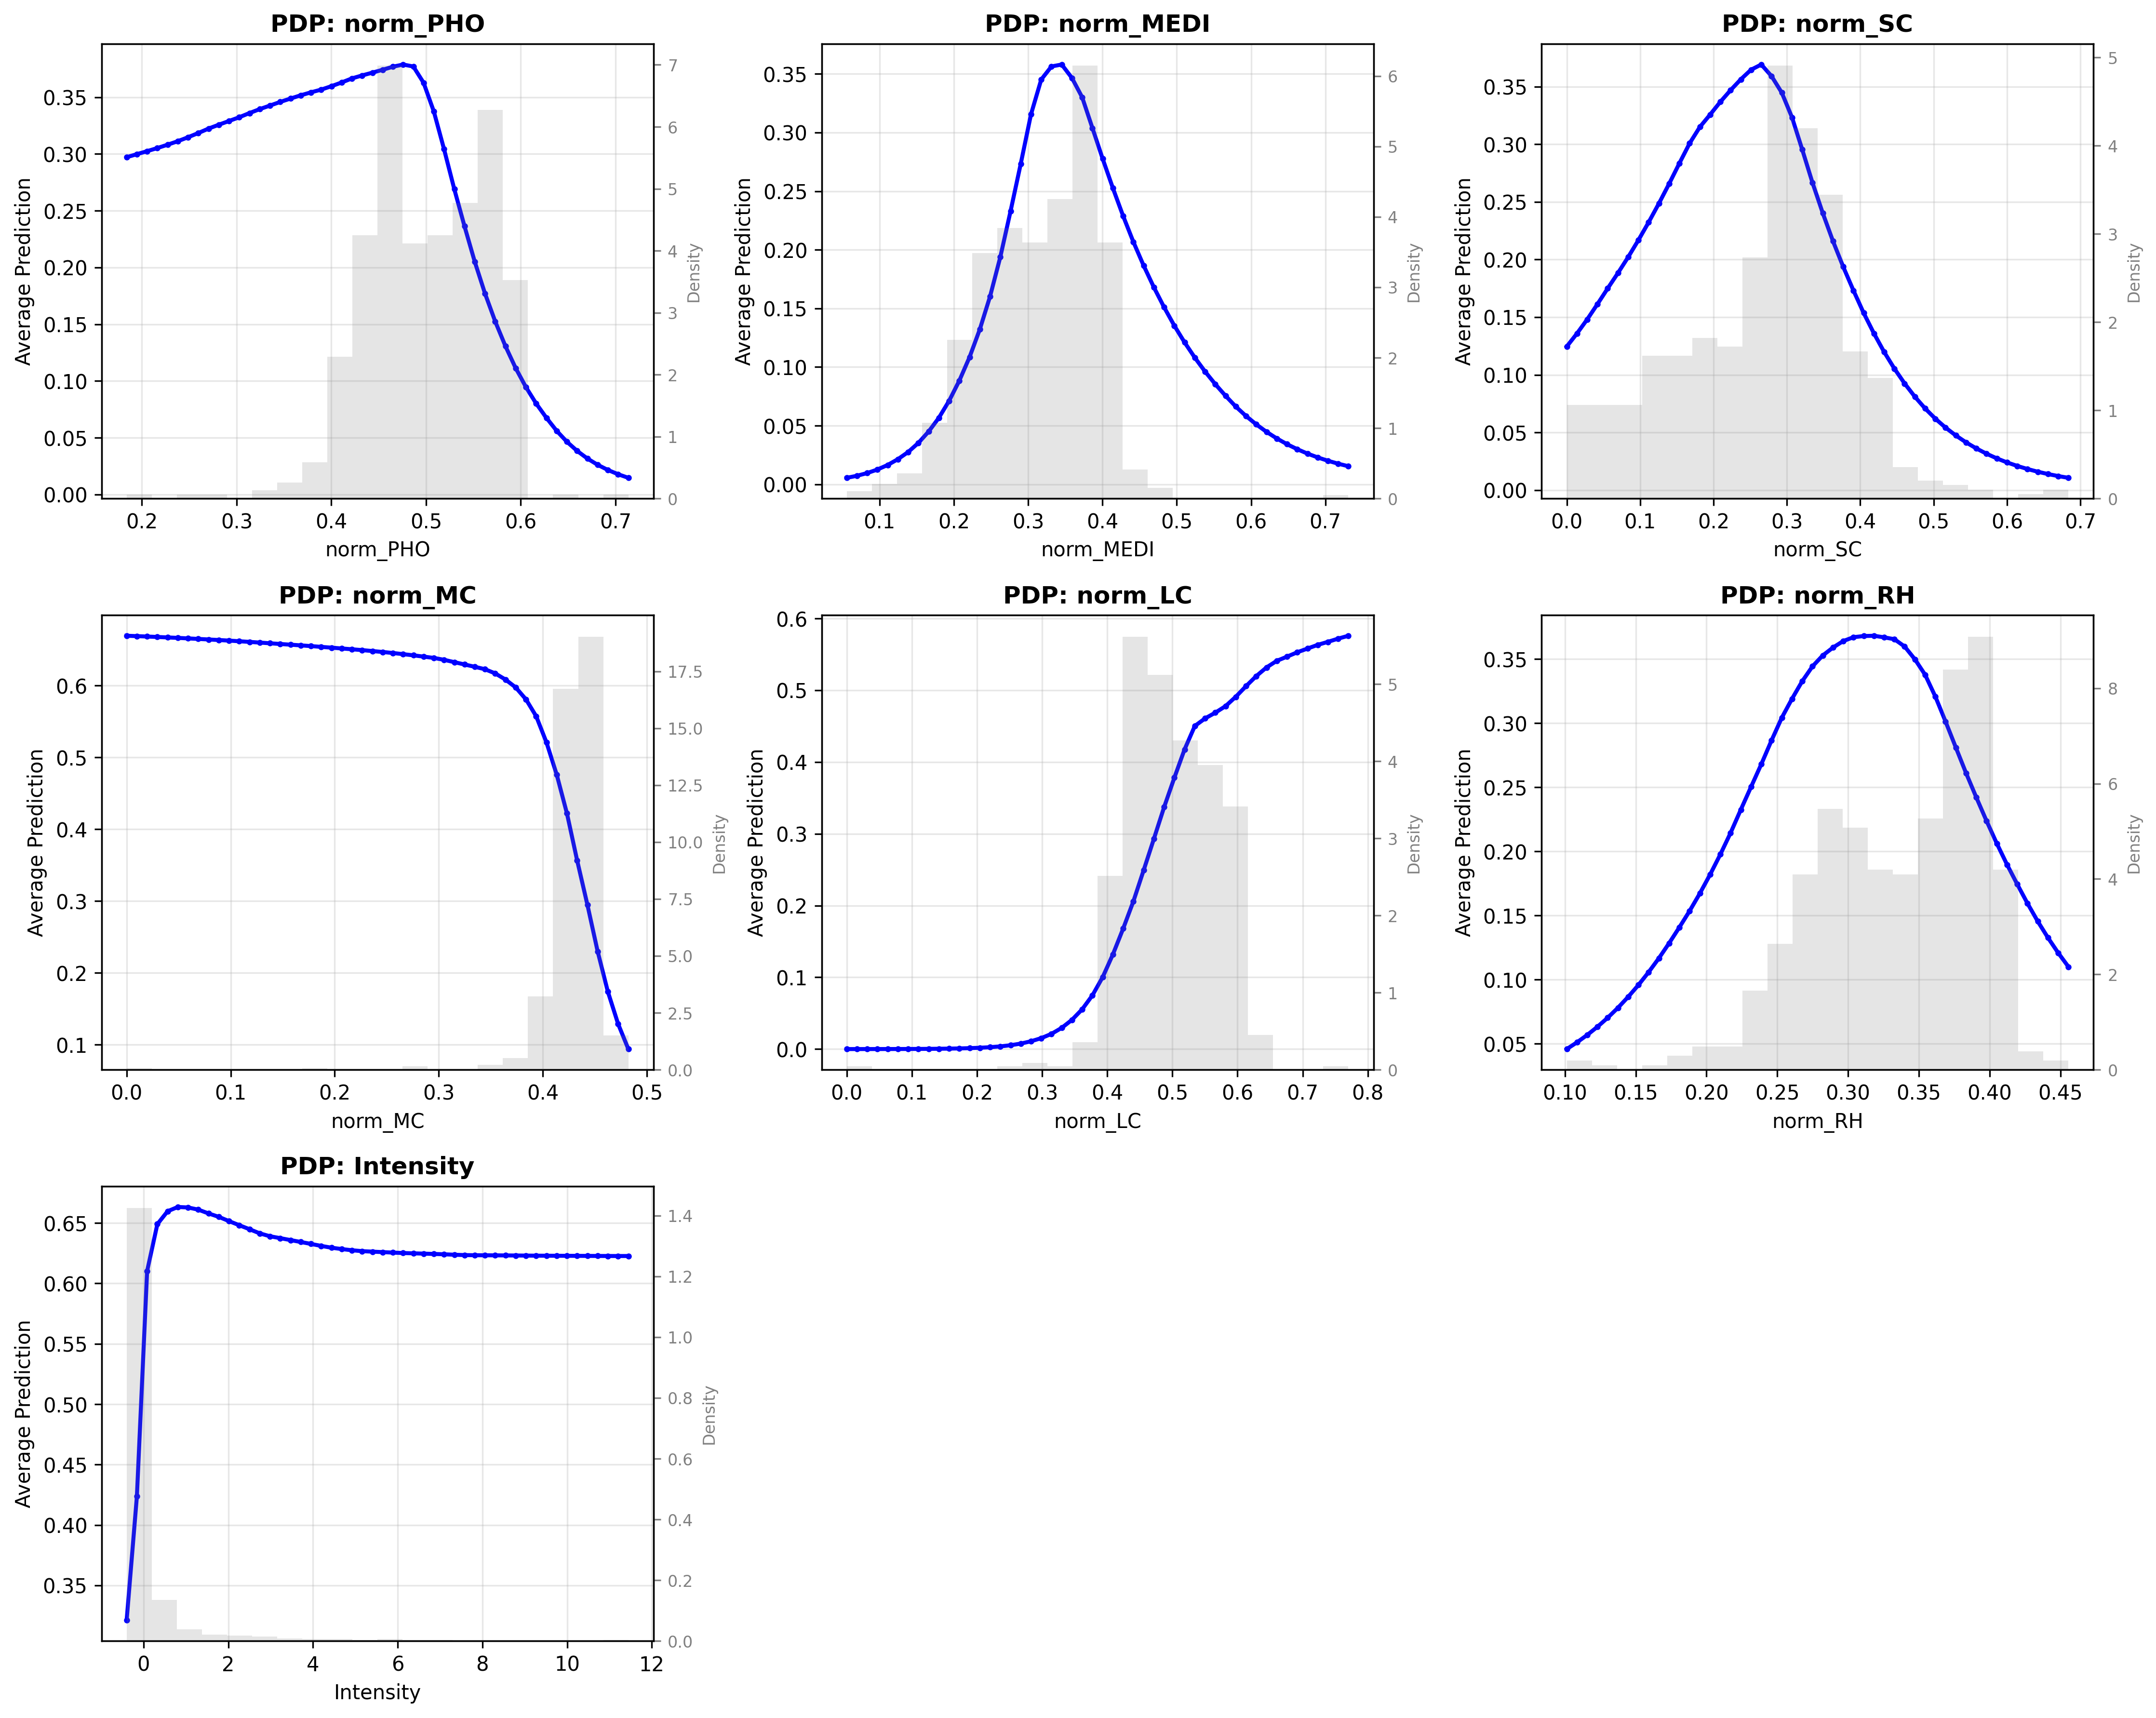 PDP: norm_PHO
Average Prediction
0.35
0.30
0.25
0.20
0.15
0.10
0.05
0.00
7
6
5
4
3
2
1
0
Density
0.2 0.3 0.4 0.5 0.6 0.7
norm_PHO
PDP: norm_MEDI
Average Prediction
0.35
0.30
0.25
0.20
0.15
0.10
0.05
0.00
6
5
4
3
2
1
0
Density
0.1 0.2 0.3 0.4 0.5 0.6 0.7
norm_MEDI
PDP: norm_SC
Average Prediction
0.35
0.30
0.25
0.20
0.15
0.10
0.05
0.00
5
4
3
2
1
0
Density
0.0 0.1 0.2 0.3 0.4 0.5 0.6 0.7
norm_SC
PDP: norm_MC
Average Prediction
0.6
0.5
0.4
0.3
0.2
0.1
17.5
15.0
12.5
10.0
7.5
5.0
2.5
0.0
Density
0.0 0.1 0.2 0.3 0.4 0.5
norm_MC
PDP: norm_LC
Average Prediction
0.6
0.5
0.4
0.3
0.2
0.1
0.0
5
4
3
2
1
0
Density
0.0 0.1 0.2 0.3 0.4 0.5 0.6 0.7 0.8
norm_LC
PDP: norm_RH
Average Prediction
0.35
0.30
0.25
0.20
0.15
0.10
0.05
8
6
4
2
0
Density
0.10 0.15 0.20 0.25 0.30 0.35 0.40 0.45
norm_RH
PDP: Intensity
Average Prediction
0.65
0.60
0.55
0.50
0.45
0.40
0.35
1.4
1.2
1.0
0.8
0.6
0.4
0.2
0.0
Density
0 2 4 6 8 10 12
Intensity